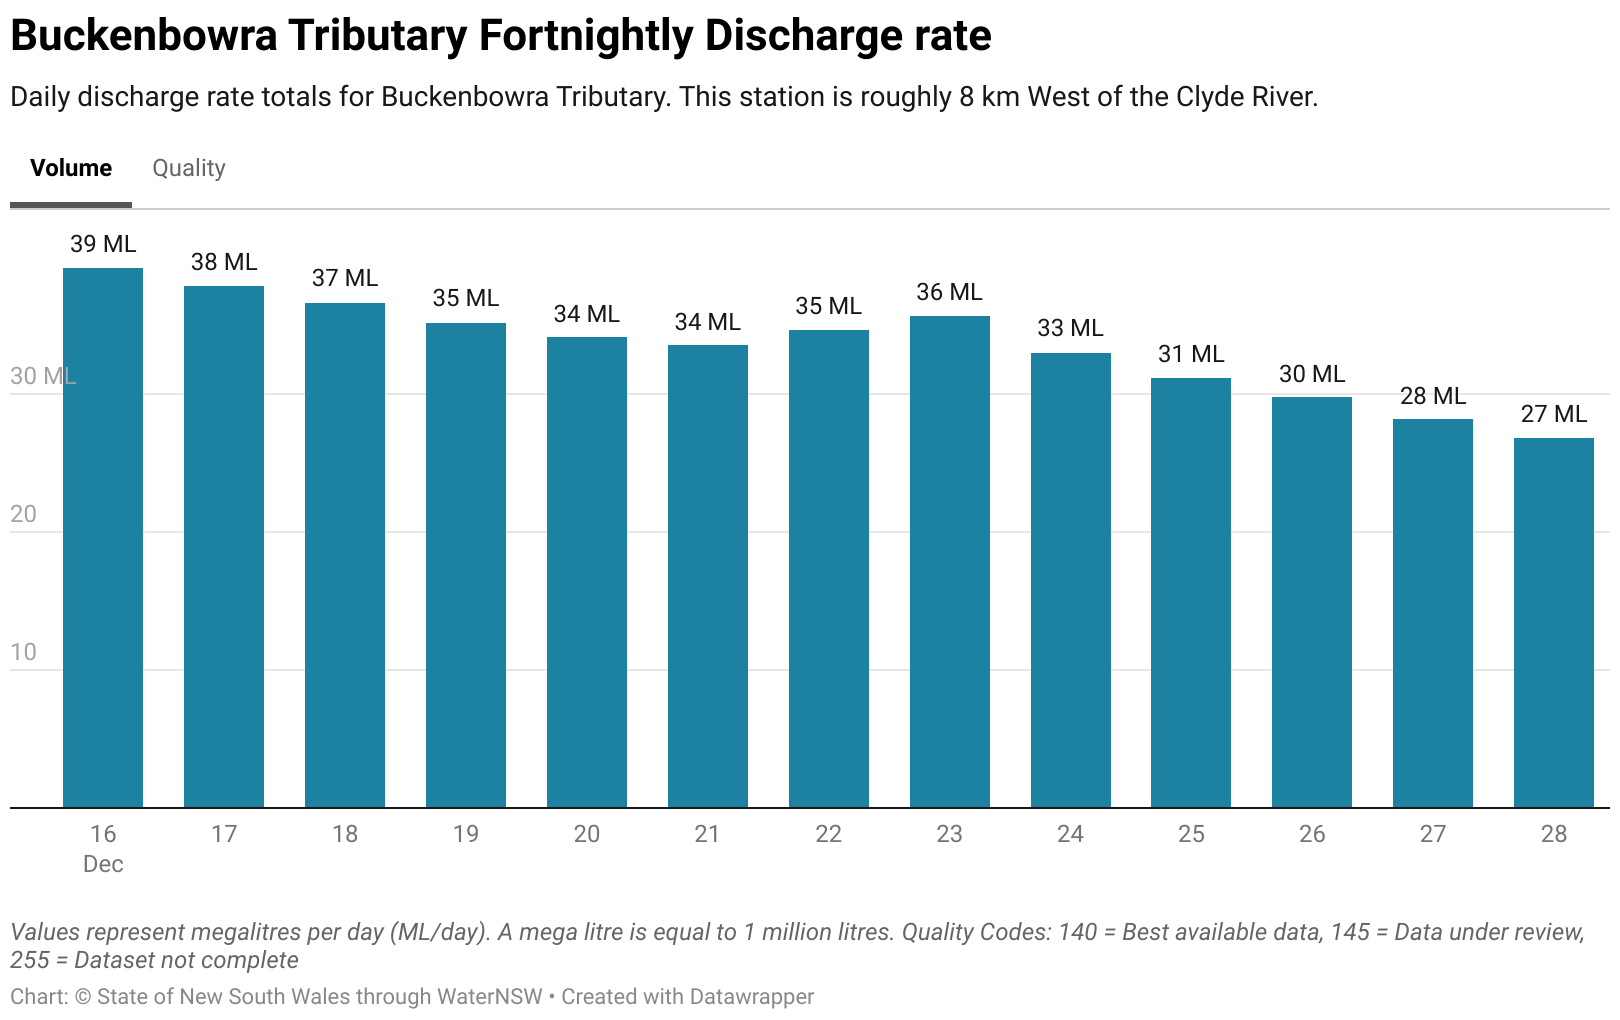 Buckenbowra Tributary Fortnightly Discharge rate
Daily discharge rate totals for Buckenbowra Tributary. This station is roughly 8 km West of the Clyde River.
Volume Quality
39 ML
38 ML
37 ML
35 ML
34 ML
34 ML
35 ML
36 ML
33 ML
31 ML
30 ML
28 ML
27 ML
30 ML
20
10
16 17 18 19 20 21 22 23 24 25 26 27 28
Dec
Values represent megalitres per day (ML/day). A mega litre is equal to 1 million litres. Quality Codes: 140 = Best available data, 145 = Data under review,
255 = Dataset not complete
Chart: © State of New South Wales through WaterNSW • Created with Datawrapper